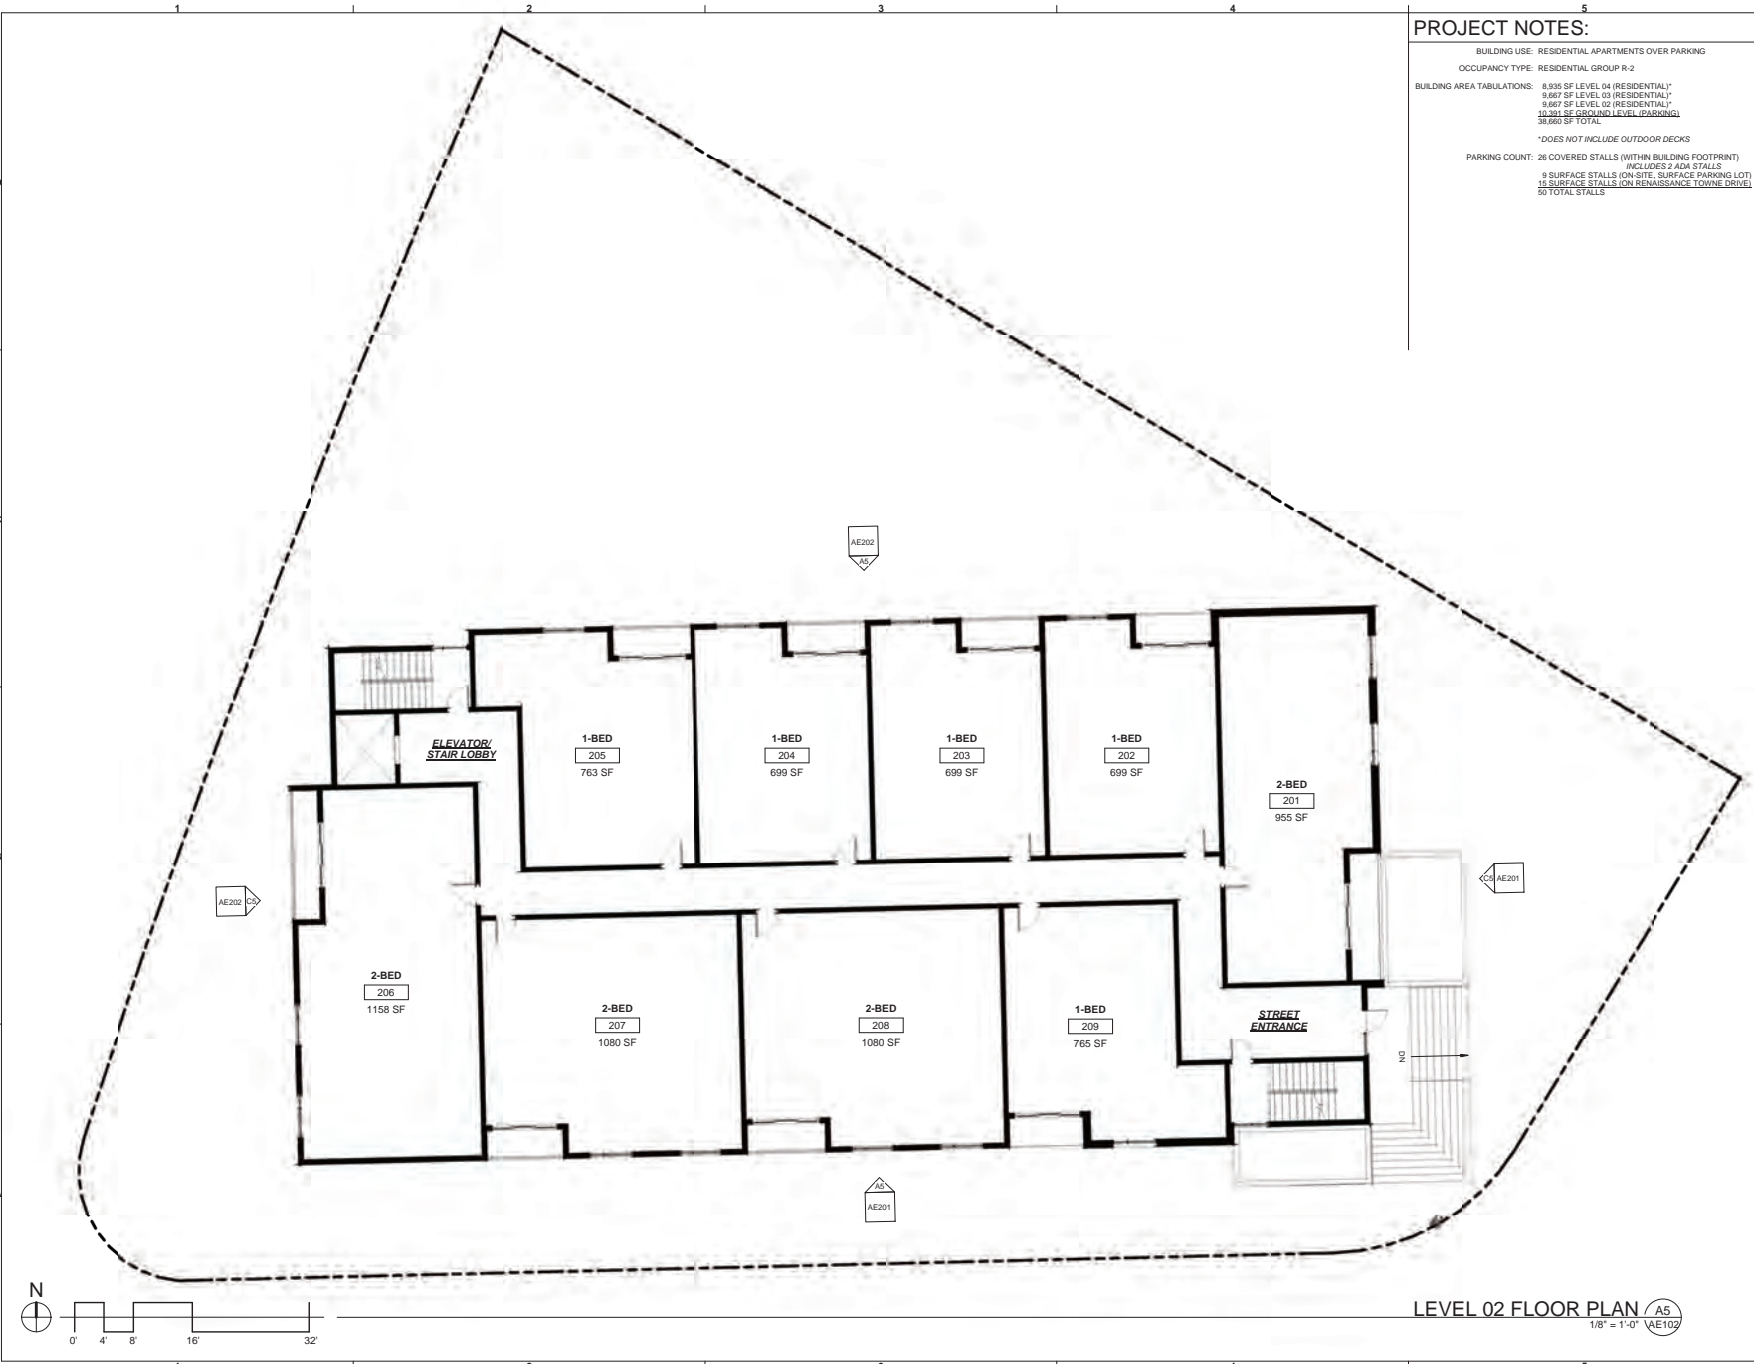 1 2 3 4 5
PROJECT NOTES:
BUILDING USE: RESIDENTIAL APARTMENTS OVER PARKING
OCCUPANCY TYPE: RESIDENTIAL GROUP R-2
BUILDING AREA TABULATIONS: 8,935 SF LEVEL 04 (RESIDENTIAL)*
9,667 SF LEVEL 03 (RESIDENTIAL)*
9,667 SF LEVEL 02 (RESIDENTIAL)*
10,391 SF GROUND LEVEL (PARKING)
38,660 SF TOTAL
*DOES NOT INCLUDE OUTDOOR DECKS
PARKING COUNT: 26 COVERED STALLS (WITHIN BUILDING FOOTPRINT)
INCLUDES 2 ADA STALLS
9 SURFACE STALLS (ON-SITE, SURFACE PARKING LOT)
15 SURFACE STALLS (ON RENAISSANCE TOWNE DRIVE)
50 TOTAL STALLS
AE202
A5
ELEVATOR/
STAIR LOBBY
1-BED
205
763 SF
1-BED
204
699 SF
1-BED
203
699 SF
1-BED
202
699 SF
2-BED
201
955 SF
AE202 C5
C5 AE201
2-BED
206
1158 SF
2-BED
207
1080 SF
2-BED
208
1080 SF
1-BED
209
765 SF
STREET
ENTRANCE
DN
A5
AE201
N
0' 4' 8' 16' 32'
LEVEL 02 FLOOR PLAN A5
1/8" = 1'-0" AE102